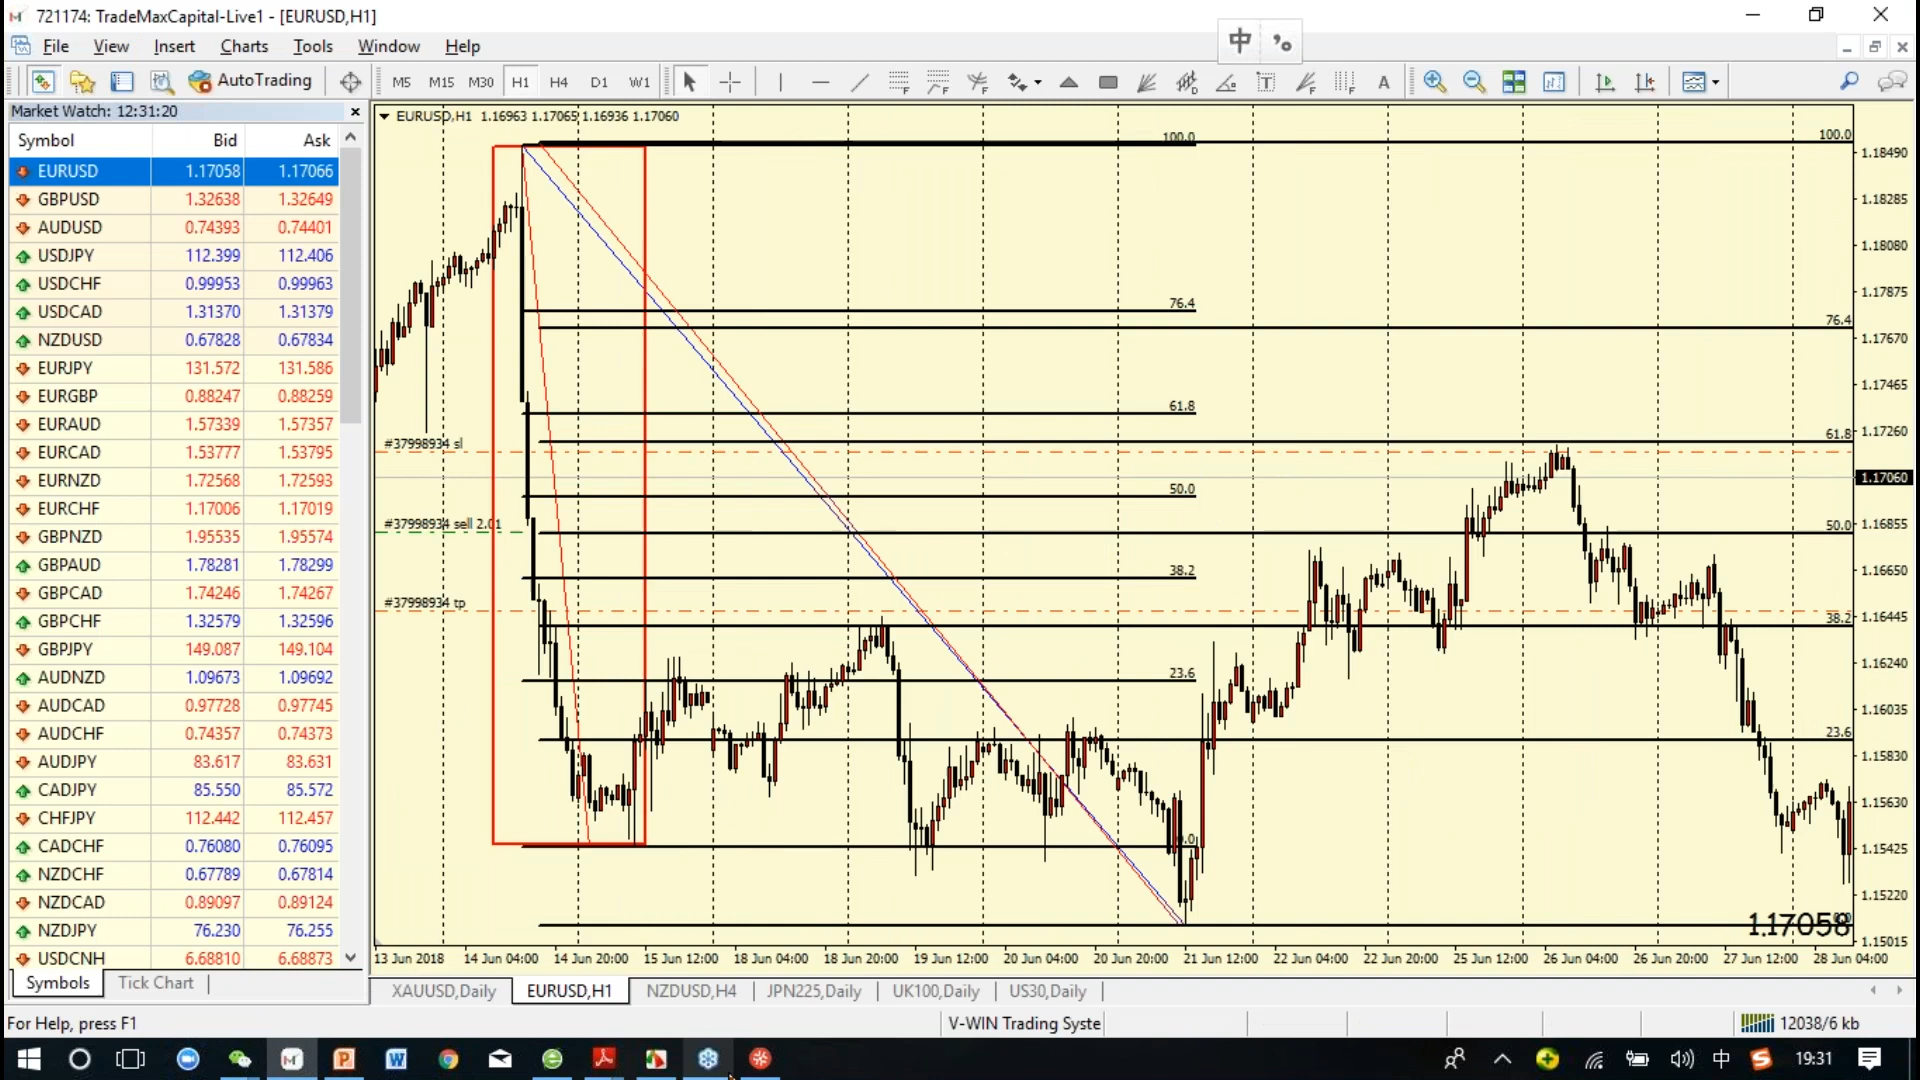 721174: TradeMaxCapital-Live1 - [EURUSD,H1]
File View Insert Charts Tools Window Help
中 °,
AutoTrading M5 M15 M30 H1 H4 D1 W1 A
Market Watch: 12:31:20
Symbol Bid Ask
EURUSD 1.17058 1.17066
GBPUSD 1.32638 1.32649
AUDUSD 0.74393 0.74401
USDJPY 112.399 112.406
USDCHF 0.99953 0.99963
USDCAD 1.31370 1.31379
NZDUSD 0.67828 0.67834
EURJPY 131.572 131.586
EURGBP 0.88247 0.88259
EURAUD 1.57339 1.57357
EURCAD 1.53777 1.53795
EURNZD 1.72568 1.72593
EURCHF 1.17006 1.17019
GBPNZD 1.95535 1.95574
GBPAUD 1.78281 1.78299
GBPCAD 1.74246 1.74267
GBPCHF 1.32579 1.32596
GBPJPY 149.087 149.104
AUDNZD 1.09673 1.09692
AUDCAD 0.97728 0.97745
AUDCHF 0.74357 0.74373
AUDJPY 83.617 83.631
CADJPY 85.550 85.572
CHFJPY 112.442 112.457
CADCHF 0.76080 0.76095
NZDCHF 0.67789 0.67814
NZDCAD 0.89097 0.89124
NZDJPY 76.230 76.255
USDCNH 6.68810 6.68873
Symbols Tick Chart
EURUSD,H1 1.16963 1.17065 1.16936 1.17060
100.0
100.0
76.4
76.4
61.8
61.8
50.0
50.0
38.2
38.2
23.6
23.6
#37998934 sl
#37998934 sell 2.01
#37998934 tp
1.17058
1.18490
1.18285
1.18080
1.17875
1.17670
1.17465
1.17260
1.17060
1.16855
1.16650
1.16445
1.16240
1.16035
1.15830
1.15630
1.15425
1.15220
1.15015
13 Jun 2018 14 Jun 04:00 14 Jun 20:00 15 Jun 12:00 18 Jun 04:00 18 Jun 20:00 19 Jun 12:00 20 Jun 04:00 20 Jun 20:00 21 Jun 12:00 22 Jun 04:00 22 Jun 20:00 25 Jun 12:00 26 Jun 04:00 26 Jun 20:00 27 Jun 12:00 28 Jun 04:00
XAUUSD,Daily EURUSD,H1 NZDUSD,H4 JPN225,Daily UK100,Daily US30,Daily
For Help, press F1 V-WIN Trading Syste 12038/6 kb
中 19:31